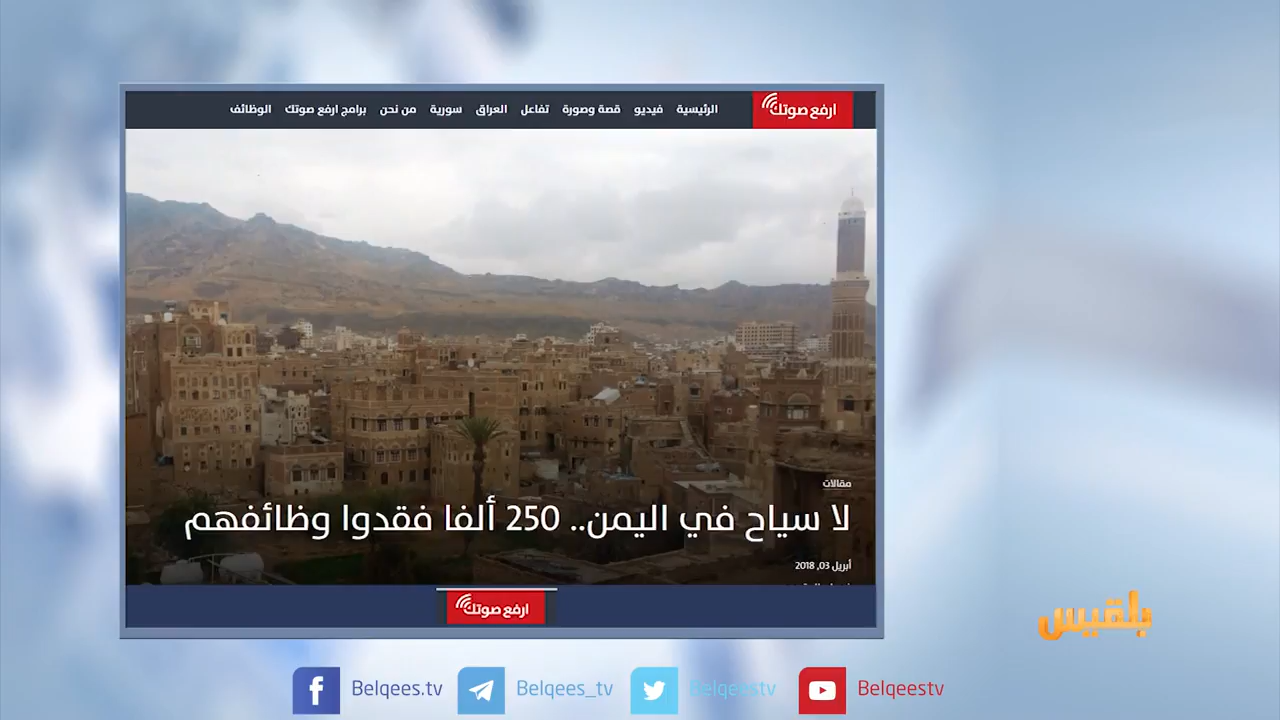 ارفع صوتك
الرئيسية فيديو قصة وصورة تفاعل العراق سورية من نحن برامج ارفع صوتك الوظائف
مقالات
لا سياح في اليمن.. 250 ألفا فقدوا وظائفهم
أبريل 03, 2018
ارفع صوتك
بلقيس
Belqees.tv
Belqees_tv
Belqeestv
Belqeestv